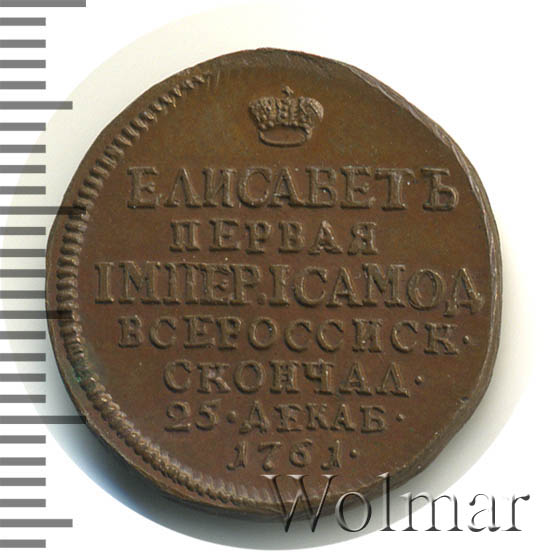 ЕЛИСАВЕТЪ
ПЕРВАЯ
IМПЕР.IСАМОД
ВСЕРОССИСК·
СКОНЧАЛ·
25·ДЕКАБ·
1761·
Wolmar